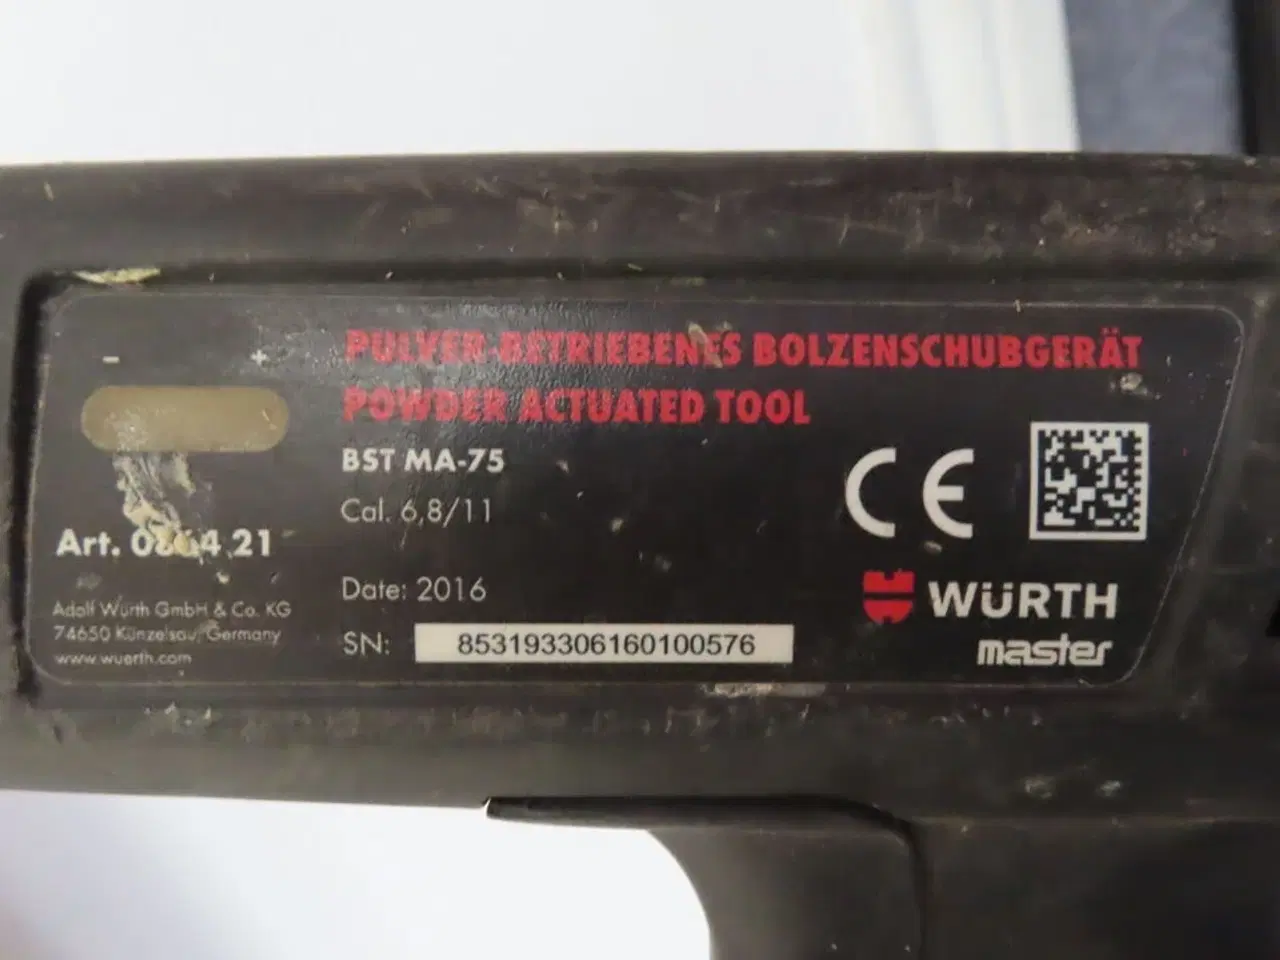 - +
PULVER-BETRIEBENES BOLZENSCHUBGERÄT
POWDER ACTUATED TOOL
BST MA-75
Cal. 6,8/11
Art. 21
Date: 2016
SN: 853193306160100576
Adolf Würth GmbH & Co. KG
74650 Künzelsau, Germany
www.wuerth.com
CE
WÜRTH
master